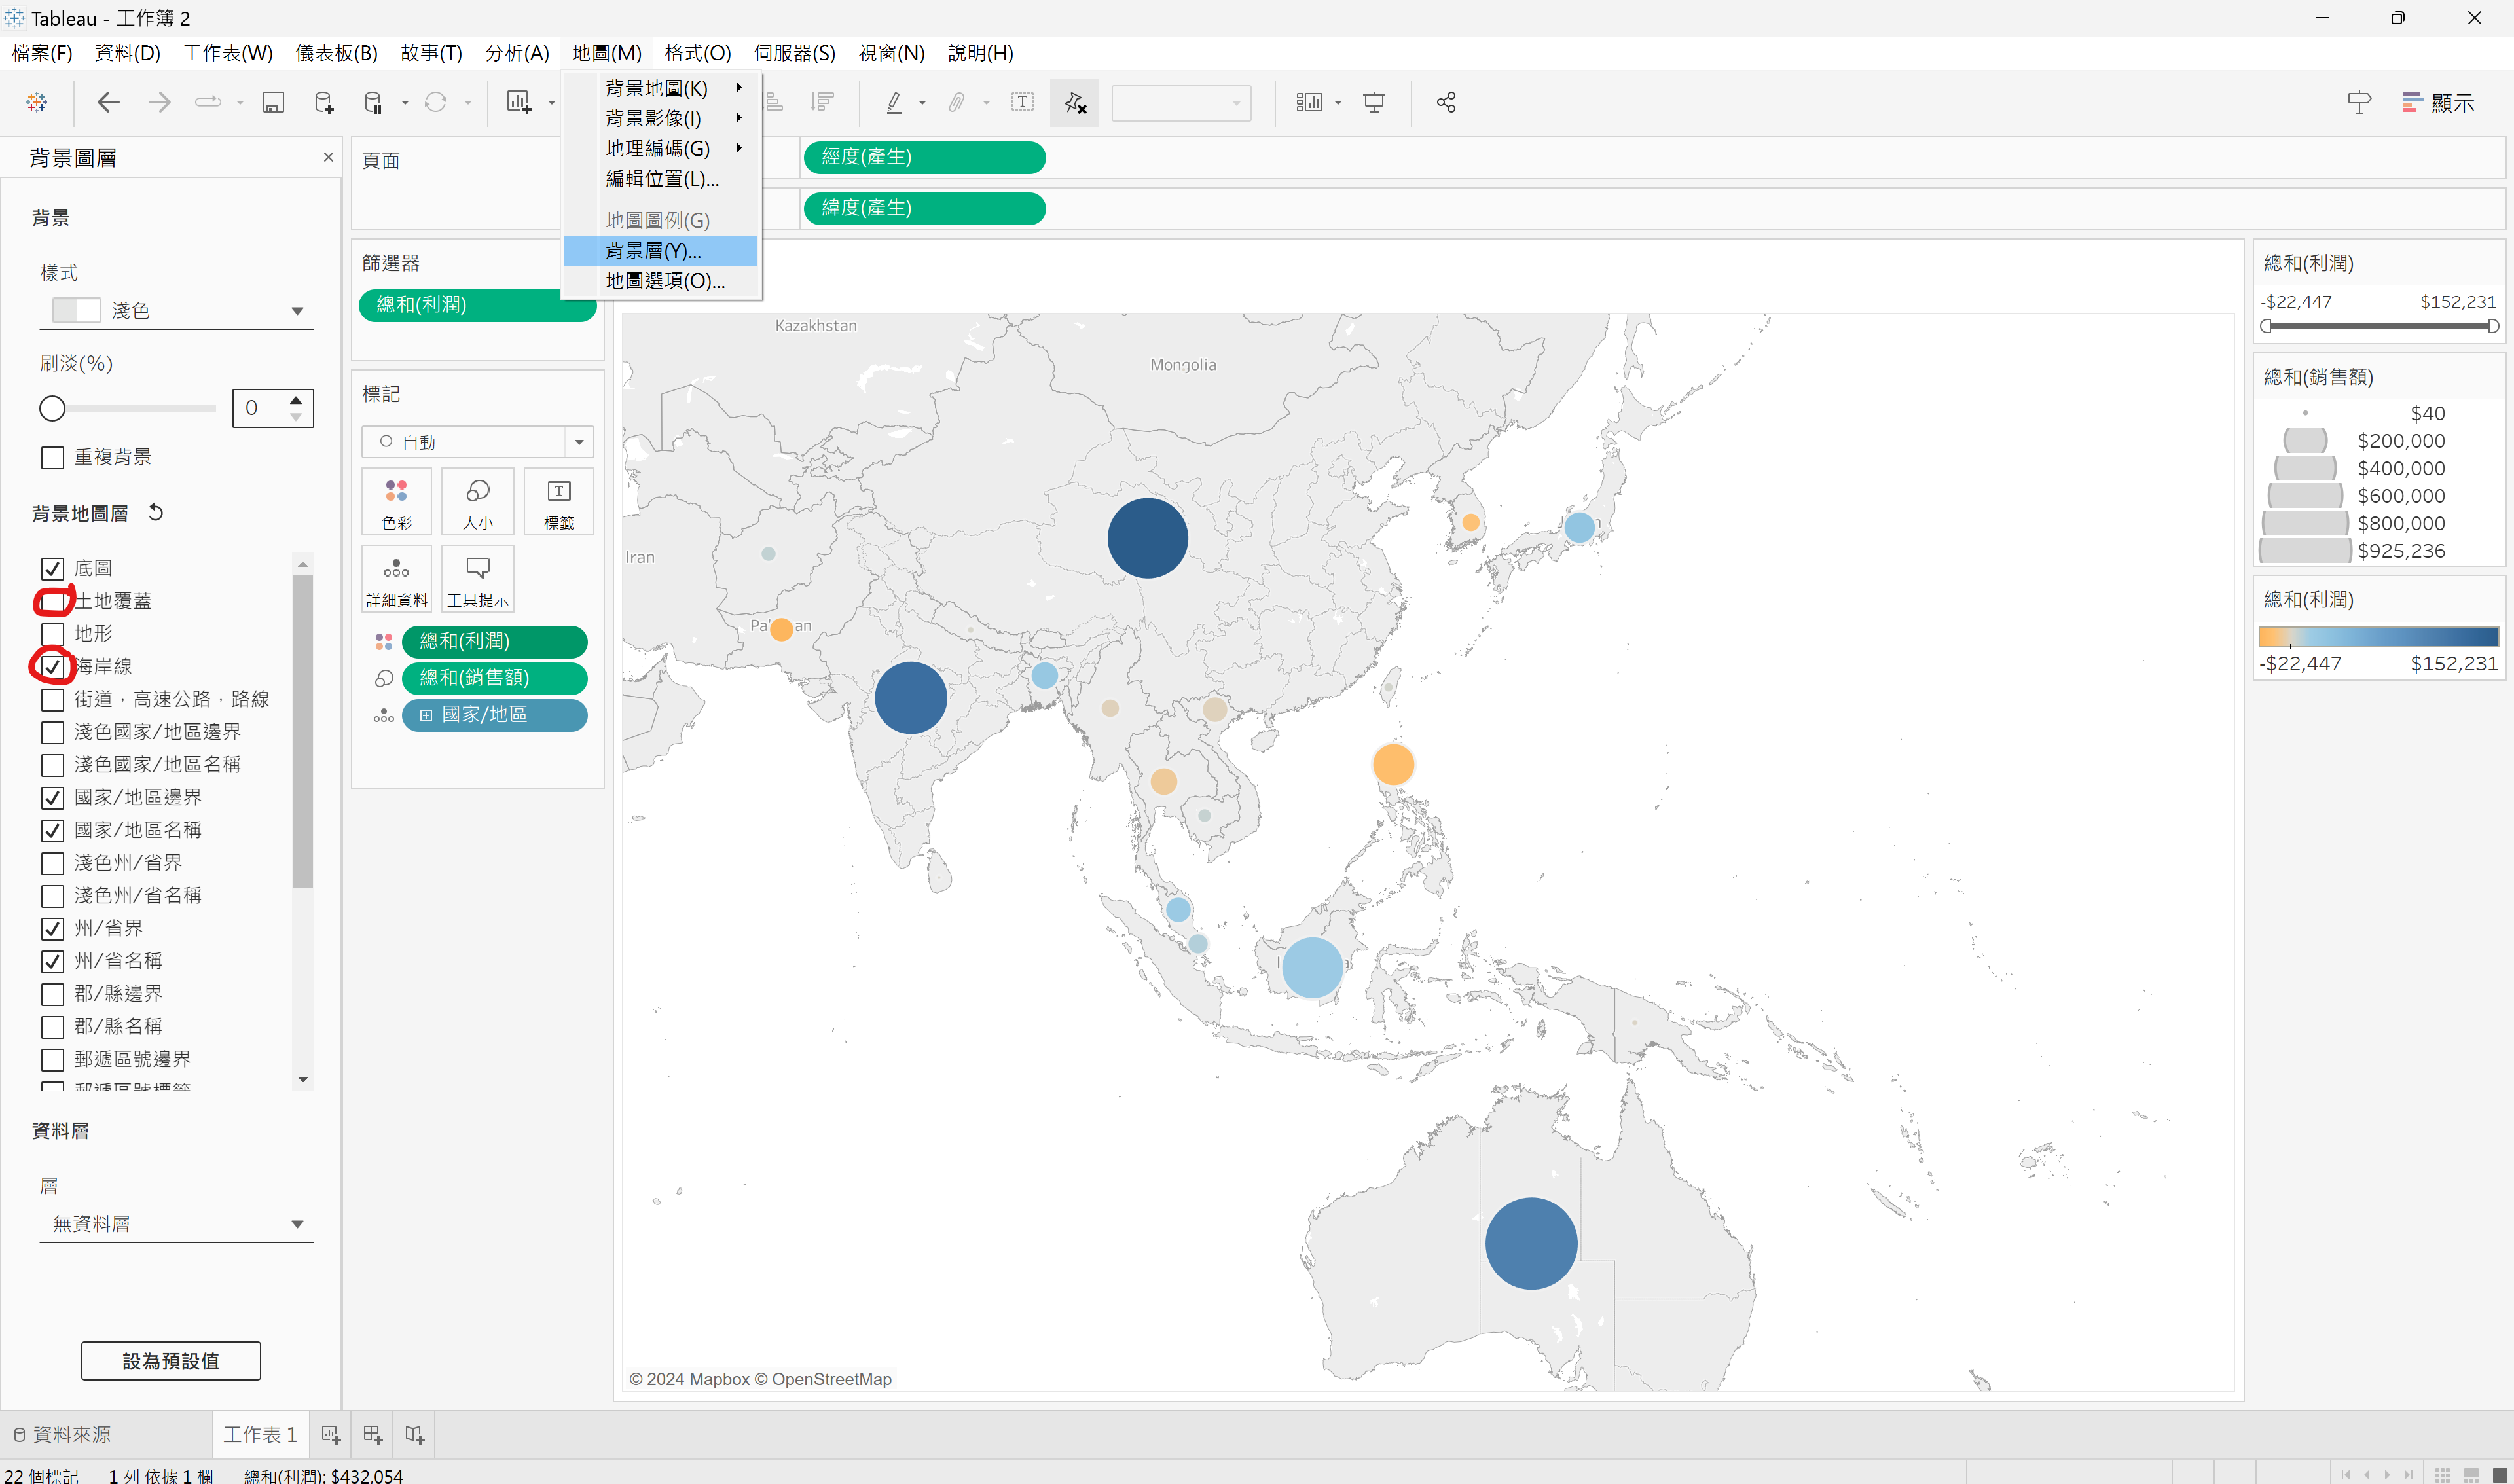 Tableau - 工作簿 2
檔案(F) 資料(D) 工作表(W) 儀表板(B) 故事(T) 分析(A) 地圖(M) 格式(O) 伺服器(S) 視窗(N) 說明(H)
顯示
背景地圖(K)
背景影像(I)
地理編碼(G)
編輯位置(L)...
地圖圖例(G)
背景層(Y)...
地圖選項(O)...
背景圖層
背景
樣式
淺色
刷淡(%)
0
重複背景
背景地圖層
底圖
土地覆蓋
地形
海岸線
街道﹒高速公路﹒路線
淺色國家/地區邊界
淺色國家/地區名稱
國家/地區邊界
國家/地區名稱
淺色州/省界
淺色州/省名稱
州/省界
州/省名稱
郡/縣邊界
郡/縣名稱
郵遞區號邊界
郵遞區號標籤
資料層
層
無資料層
設為預設值
頁面
篩選器
總和(利潤)
標記
自動
色彩 大小 標籤
詳細資料 工具提示
總和(利潤)
總和(銷售額)
國家/地區
經度(產生)
緯度(產生)
Kazakhstan
Mongolia
Iran
© 2024 Mapbox © OpenStreetMap
總和(利潤)
-$22,447 $152,231
總和(銷售額)
$40
$200,000
$400,000
$600,000
$800,000
$925,236
總和(利潤)
-$22,447 $152,231
資料來源 工作表 1
22 個標記 1 列 依據 1 欄 總和(利潤): $432,054